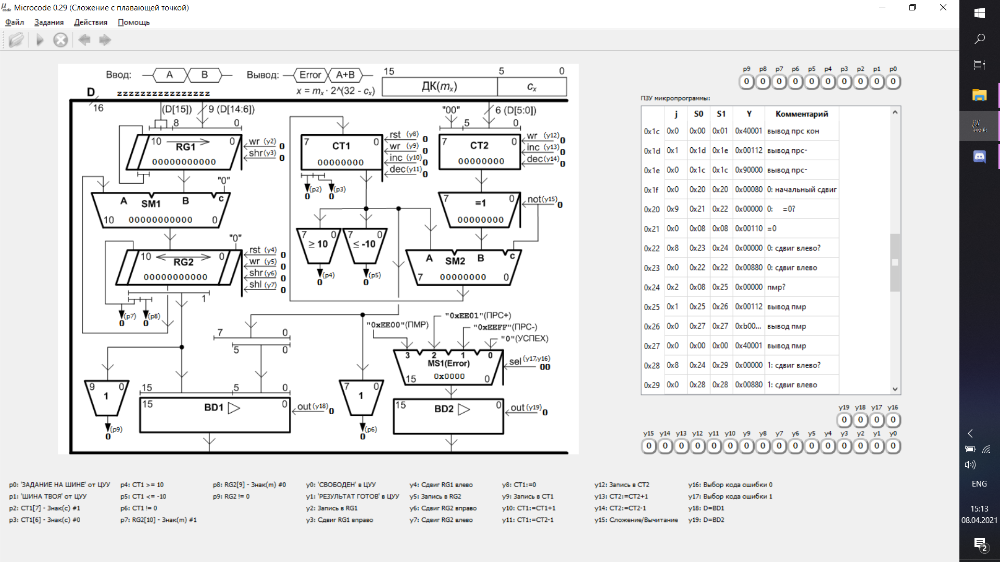 Microcode 0.29 (Сложение с плавающей точкой)
Файл Задания Действия Помощь
Ввод: A B Вывод: Error A+B
x = mₓ · 2^(32 - cₓ)
15 5 0
ДК(mₓ) cₓ
D zzzzzzzzzzzzzzzz
16 (D[15]) 9 (D[14:6]) "00" 6 (D[5:0])
8 0 5 0
10 0 RG1 00000000000
wr (y2) 0
shr(y3) 0
7 0 CT1 00000000
rst (y8) 0
wr (y9) 0
inc (y10) 0
dec(y11) 0
(p2) 0 (p3) 0
7 0 CT2 00000000
wr (y12) 0
inc (y13) 0
dec(y14) 0
"0"
A B c SM1
10 00000000000 0
7 0 =1 00000000
not(y15) 0
7 0 ≥ 10 (p4) 0
7 0 ≤ -10 (p5) 0
A B c SM2
7 00000000 0
"0"
10 0 RG2 00000000000
rst (y4) 0
wr (y5) 0
shr (y6) 0
shl (y7) 0
1
(p7) 0 (p8) 0
7 0
5 0
"0xEE01"(ПРС+)
"0xEE00"(ПМР)
"0xEEFF"(ПРС-)
"0"(УСПЕХ)
3 2 1 0
MS1(Error)
15 0x0000 0
sel (y17,y16) 00
9 0 1 (p9) 0
15 5 0
15 BD1 0
out(y18) 0
7 0 1 (p6) 0
15 BD2 0
out(y19) 0
p9 p8 p7 p6 p5 p4 p3 p2 p1 p0
0 0 0 0 0 0 0 0 0 0
ПЗУ микропрограммы:
j S0 S1 Y Комментарий
0x1c 0x0 0x00 0x01 0x40001 вывод прс кон
0x1d 0x1 0x1d 0x1e 0x00112 вывод прс-
0x1e 0x0 0x1c 0x1c 0x90000 вывод прс-
0x1f 0x0 0x20 0x20 0x00080 0: начальный сдвиг
0x20 0x9 0x21 0x22 0x00000 0: =0?
0x21 0x0 0x08 0x08 0x00110 =0
0x22 0x8 0x23 0x24 0x00000 0: сдвиг влево?
0x23 0x0 0x22 0x22 0x00880 0: сдвиг влево
0x24 0x2 0x08 0x25 0x00000 пмр?
0x25 0x1 0x25 0x26 0x00112 вывод пмр
0x26 0x0 0x27 0x27 0xb00... вывод пмр
0x27 0x0 0x00 0x00 0x40001 вывод пмр
0x28 0x8 0x24 0x29 0x00000 1: сдвиг влево?
0x29 0x0 0x28 0x28 0x00880 1: сдвиг влево
y19 y18 y17 y16
0 0 0 0
y15 y14 y13 y12 y11 y10 y9 y8 y7 y6 y5 y4 y3 y2 y1 y0
0 0 0 0 0 0 0 0 0 0 0 0 0 0 0 0
p0: 'ЗАДАНИЕ НА ШИНЕ' от ЦУУ
p1: 'ШИНА ТВОЯ' от ЦУУ
p2: CT1[7] - Знак(c) #1
p3: CT1[6] - Знак(c) #0
p4: CT1 >= 10
p5: CT1 <= -10
p6: CT1 != 0
p7: RG2[10] - Знак(m) #1
p8: RG2[9] - Знак(m) #0
p9: RG2 != 0
y0: 'СВОБОДЕН' в ЦУУ
y1: 'РЕЗУЛЬТАТ ГОТОВ' в ЦУУ
y2: Запись в RG1
y3: Сдвиг RG1 вправо
y4: Сдвиг RG1 влево
y5: Запись в RG2
y6: Сдвиг RG2 вправо
y7: Сдвиг RG2 влево
y8: CT1:=0
y9: Запись в CT1
y10: CT1:=CT1+1
y11: CT1:=CT2-1
y12: Запись в CT2
y13: CT2:=CT2+1
y14: CT2:=CT2-1
y15: Сложение/Вычитание
y16: Выбор кода ошибки 0
y17: Выбор кода ошибки 1
y18: D=BD1
y19: D=BD2
ENG
15:13
08.04.2021
2